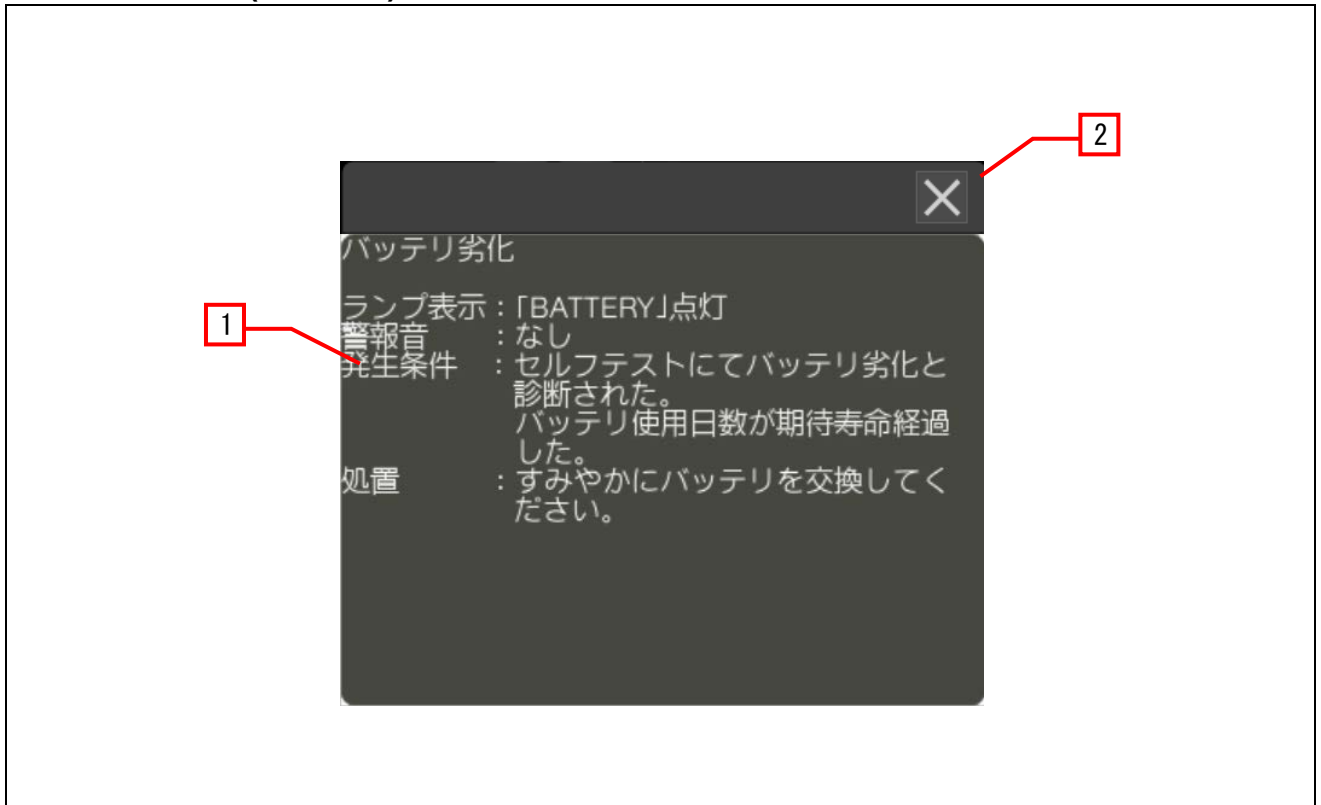 2
バッテリ劣化
ランプ表示：「BATTERY」点灯
1
警報音　：なし
発生条件　：セルフテストにてバッテリ劣化と
診断された。
バッテリ使用日数が期待寿命経過
した。
処置　：すみやかにバッテリを交換してく
ださい。